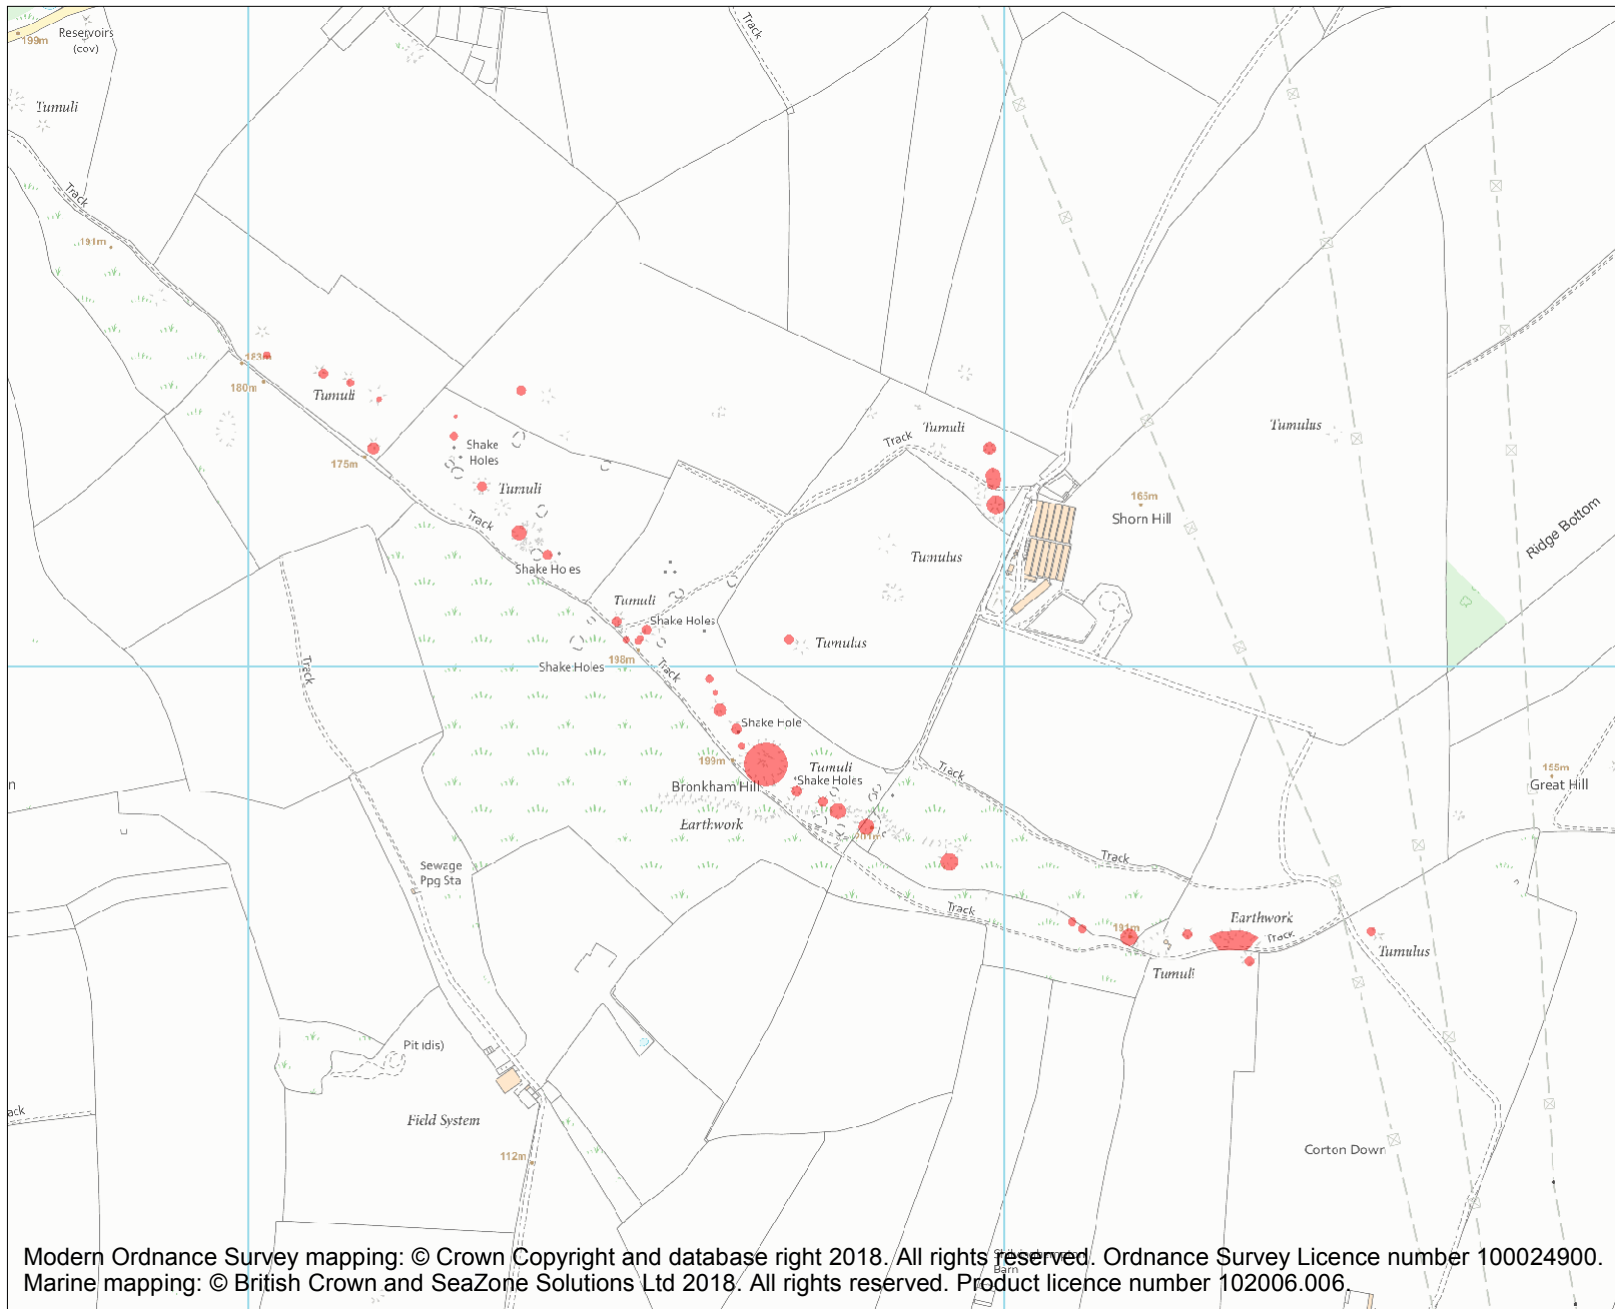 Reservoirs
(cov)
199m
Track
Tumuli
Track
191m
183m
180m
Tumuli
Tumulus
Tumuli
Track
Shake
Holes
175m
Tumuli
165m
Shorn Hill
Track
Ridge Bottom
Tumulus
Shake Holes
Tumuli
Shake Holes
Tumulus
198m
Shake Holes
Track
Track
Shake Hole
199m
Tumuli
Shake Holes
Track
155m
Great Hill
Bronkham Hill
n
Earthwork
Track
Sewage
Ppg Sta
Track
Earthwork
191m
Track
Tumulus
Tumuli
Pit (dis)
ack
Field System
Corton Down
112m
Barn
Modern Ordnance Survey mapping: © Crown Copyright and database right 2018. All rights reserved. Ordnance Survey Licence number 100024900.
Marine mapping: © British Crown and SeaZone Solutions Ltd 2018. All rights reserved. Product licence number 102006.006.